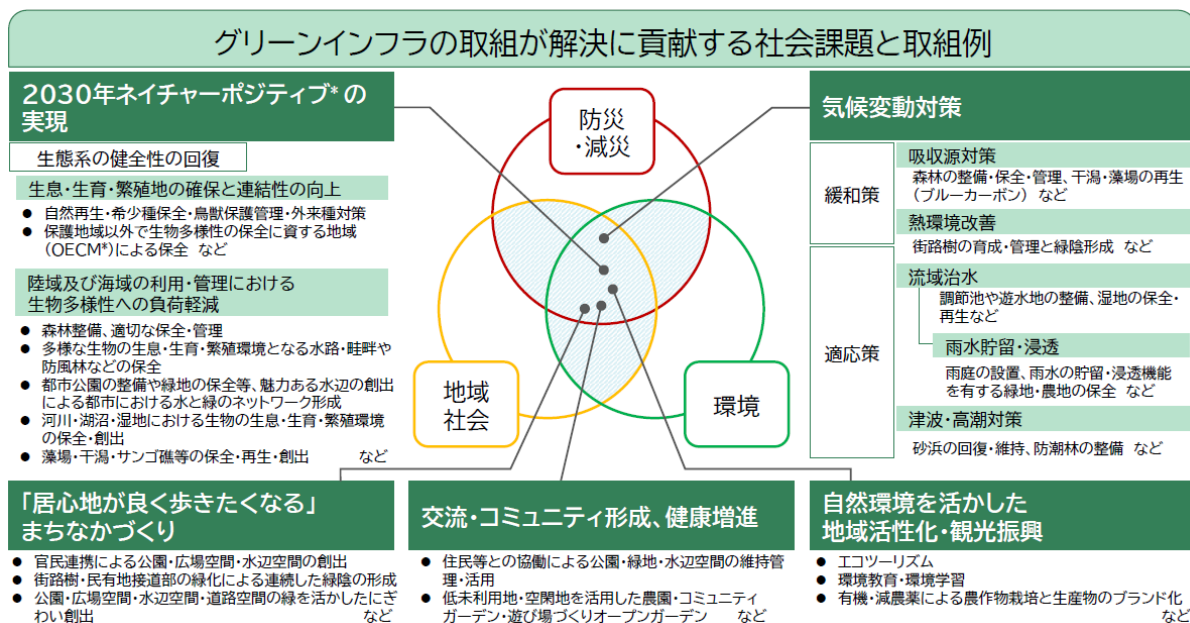 グリーンインフラの取組が解決に貢献する社会課題と取組例
2030年ネイチャーポジティブ* の
実現
生態系の健全性の回復
生息・生育・繁殖地の確保と連結性の向上
● 自然再生・希少種保全・鳥獣保護管理・外来種対策
● 保護地域以外で生物多様性の保全に資する地域
(OECM*)による保全 など
陸域及び海域の利用・管理における
生物多様性への負荷軽減
● 森林整備、適切な保全・管理
● 多様な生物の生息・生育・繁殖環境となる水路・畦畔や
防風林などの保全
● 都市公園の整備や緑地の保全等、魅力ある水辺の創出
による都市における水と緑のネットワーク形成
● 河川・湖沼・湿地における生物の生息・生育・繁殖環境
の保全・創出
● 藻場・干潟・サンゴ礁等の保全・再生・創出 など
防災
・減災
地域
社会
環境
気候変動対策
緩和策
吸収源対策
森林の整備・保全・管理、干潟・藻場の再生
(ブルーカーボン) など
熱環境改善
街路樹の育成・管理と緑陰形成 など
適応策
流域治水
調節池や遊水地の整備、湿地の保全・
再生など
雨水貯留・浸透
雨庭の設置、雨水の貯留・浸透機能
を有する緑地・農地の保全 など
津波・高潮対策
砂浜の回復・維持、防潮林の整備 など
「居心地が良く歩きたくなる」
まちなかづくり
● 官民連携による公園・広場空間・水辺空間の創出
● 街路樹・民有地接道部の緑化による連続した緑陰の形成
● 公園・広場空間・水辺空間・道路空間の緑を活かしたにぎ
わい創出 など
交流・コミュニティ形成、健康増進
● 住民等との協働による公園・緑地・水辺空間の維持管
理・活用
● 低未利用地・空閑地を活用した農園・コミュニティ
ガーデン・遊び場づくりオープンガーデン など
自然環境を活かした
地域活性化・観光振興
● エコツーリズム
● 環境教育・環境学習
● 有機・減農薬による農作物栽培と生産物のブランド化
など